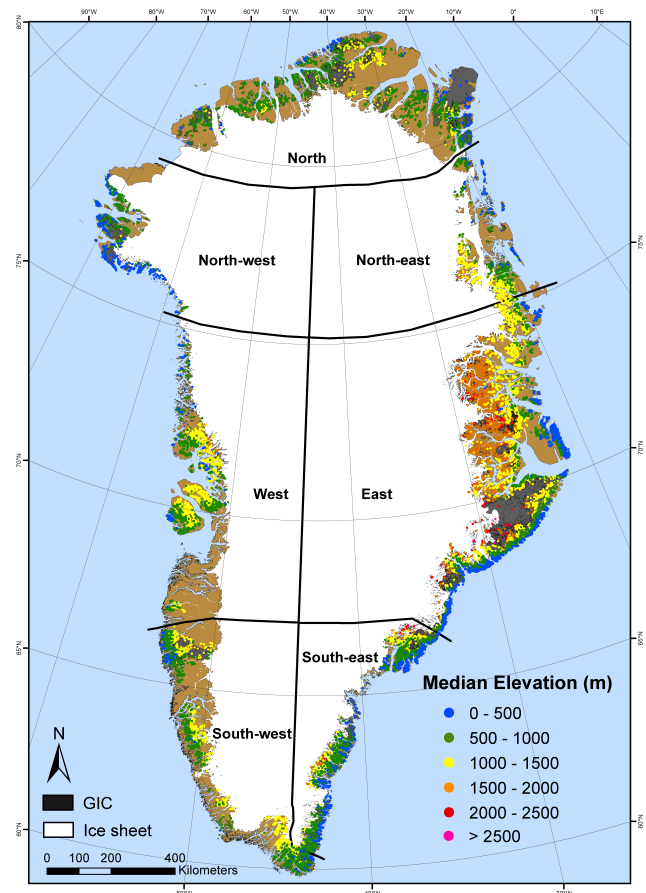 80°N
90°W
70°W
60°W
50°W
40°W
30°W
20°W
10°W
0°
10°E
North
North-west
North-east
75°N
75°N
70°N
70°N
West
East
65°N
65°N
South-east
South-west
Median Elevation (m)
0 - 500
500 - 1000
1000 - 1500
1500 - 2000
2000 - 2500
> 2500
N
GIC
Ice sheet
0 100 200 400
Kilometers
60°N
60°N